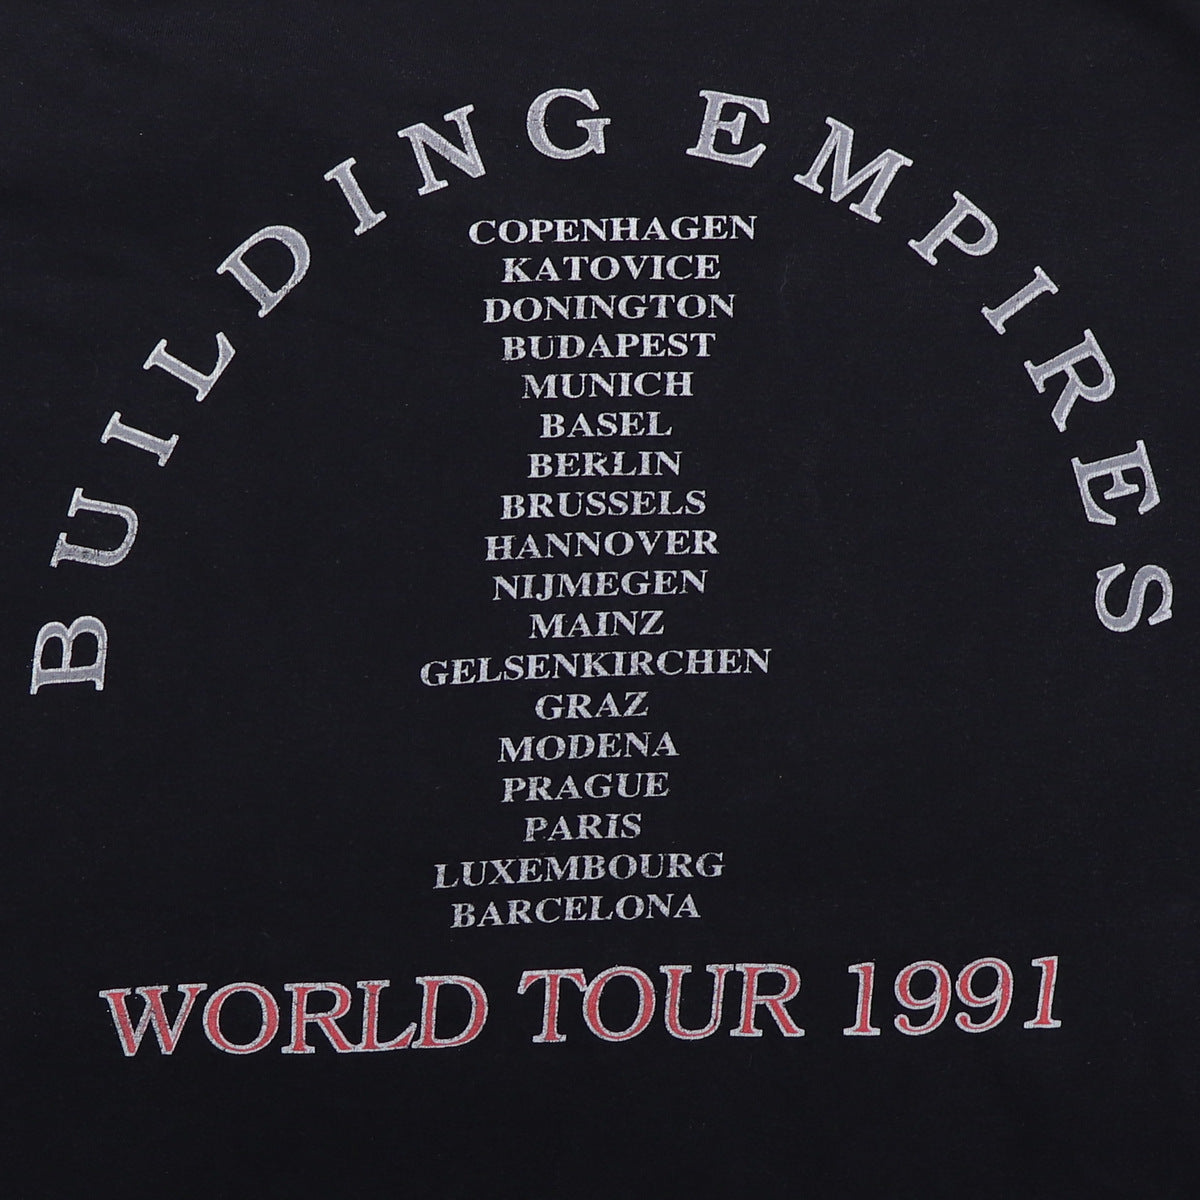 BUILDING EMPIRES
COPENHAGEN
KATOVICE
DONINGTON
BUDAPEST
MUNICH
BASEL
BERLIN
BRUSSELS
HANNOVER
NIJMEGEN
MAINZ
GELSENKIRCHEN
GRAZ
MODENA
PRAGUE
PARIS
LUXEMBOURG
BARCELONA
WORLD TOUR 1991